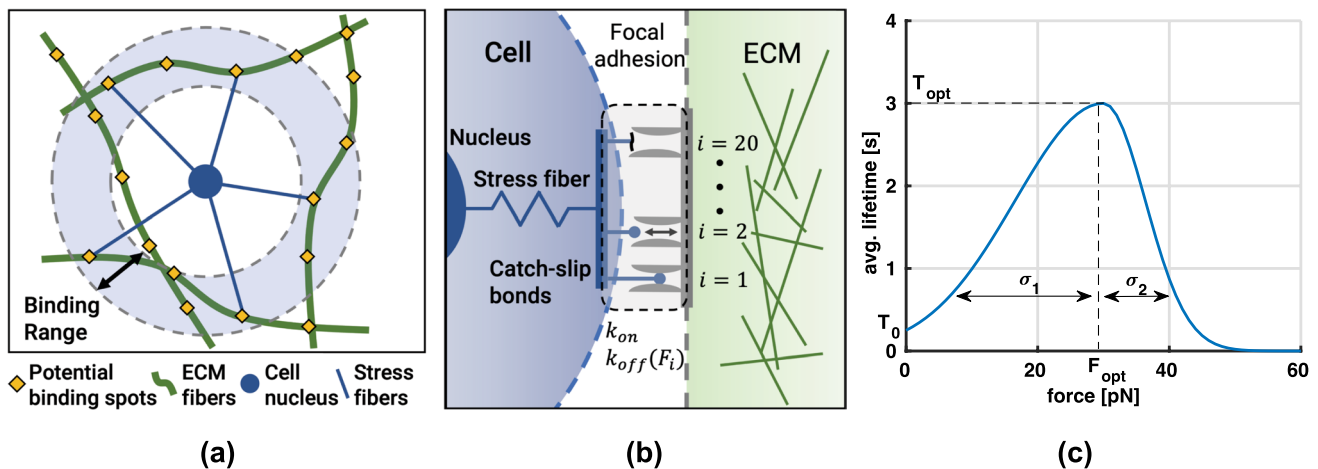 Binding
Range
Potential
binding spots
ECM
fibers
Cell
nucleus
Stress
fibers
(a)
Cell
Focal
adhesion
ECM
Nucleus
Stress fiber
Catch-slip
bonds
i = 20
i = 2
i = 1
k_on
k_off(F_i)
(b)
avg. lifetime [s]
4
3
2
1
0
T_opt
T_0
σ_1
σ_2
0
20
F_opt
40
60
force [pN]
(c)